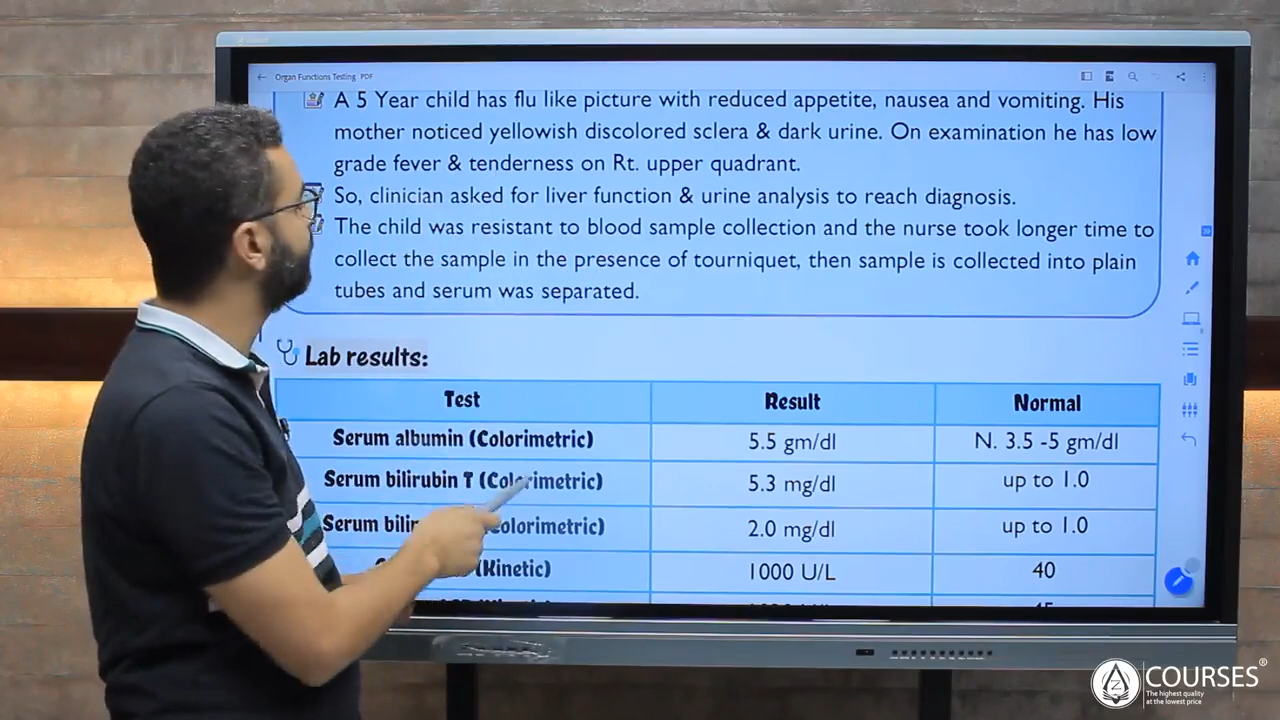 Organ Functions Testing PDF
A 5 Year child has flu like picture with reduced appetite, nausea and vomiting. His
mother noticed yellowish discolored sclera & dark urine. On examination he has low
grade fever & tenderness on Rt. upper quadrant.
So, clinician asked for liver function & urine analysis to reach diagnosis.
The child was resistant to blood sample collection and the nurse took longer time to
collect the sample in the presence of tourniquet, then sample is collected into plain
tubes and serum was separated.
Lab results:
Test Result Normal
Serum albumin (Colorimetric) 5.5 gm/dl N. 3.5 -5 gm/dl
Serum bilirubin T (Colorimetric) 5.3 mg/dl up to 1.0
Serum Colorimetric) 2.0 mg/dl up to 1.0
(Kinetic) 1000 U/L 40
COURSES®
The highest quality
at the lowest price